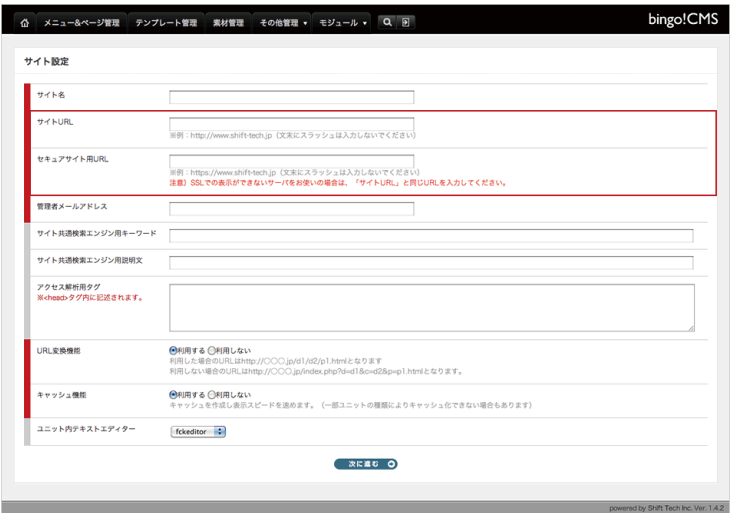 メニュー&ページ管理 テンプレート管理 素材管理 その他管理 ▼ モジュール ▼ bingo!CMS
サイト設定
サイト名
サイトURL
※例：http://www.shift-tech.jp（文末にスラッシュは入力しないでください）
セキュアサイト用URL
※例：https://www.shift-tech.jp（文末にスラッシュは入力しないでください）
注意）SSLでの表示ができないサーバをお使いの場合は、「サイトURL」と同じURLを入力してください。
管理者メールアドレス
サイト共通検索エンジン用キーワード
サイト共通検索エンジン用説明文
アクセス解析用タグ
※<head>タグ内に記述されます。
URL変換機能 利用する 利用しない
利用した場合のURLはhttp://○○○.jp/d1/d2/p1.htmlとなります
利用しない場合のURLはhttp://○○○.jp/index.php?d=d1&c=d2&p=p1.htmlとなります。
キャッシュ機能 利用する 利用しない
キャッシュを作成し表示スピードを速めます。（一部ユニットの種類によりキャッシュ化できない場合もあります）
ユニット内テキストエディター fckeditor
次に進む
powered by Shift Tech Inc. Ver. 1.4.2